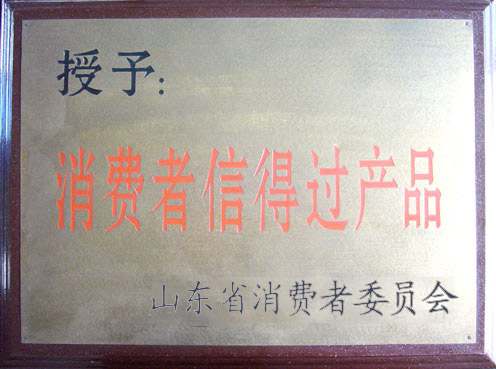 授予:
消费者信得过产品
山东省消费者委员会